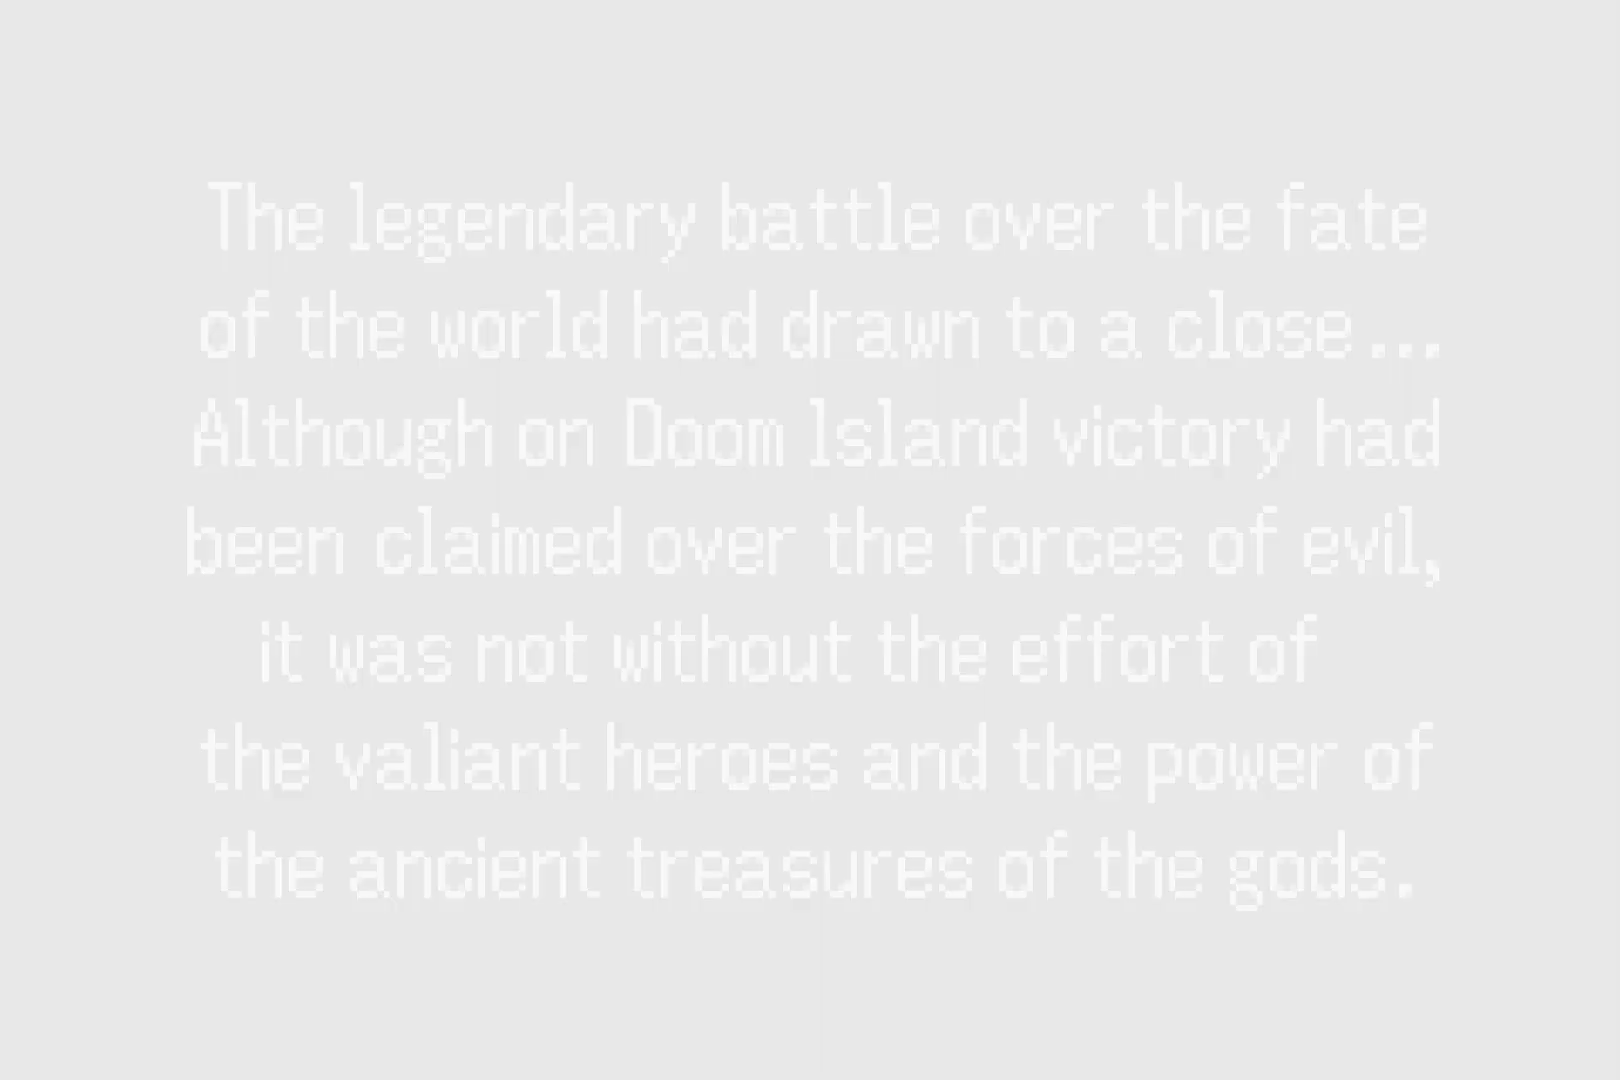 The legendary battle over the fate
of the world had drawn to a close...
Although on Doom Island victory had
been claimed over the forces of evil,
it was not without the effort of
the valiant heroes and the power of
the ancient treasures of the gods.